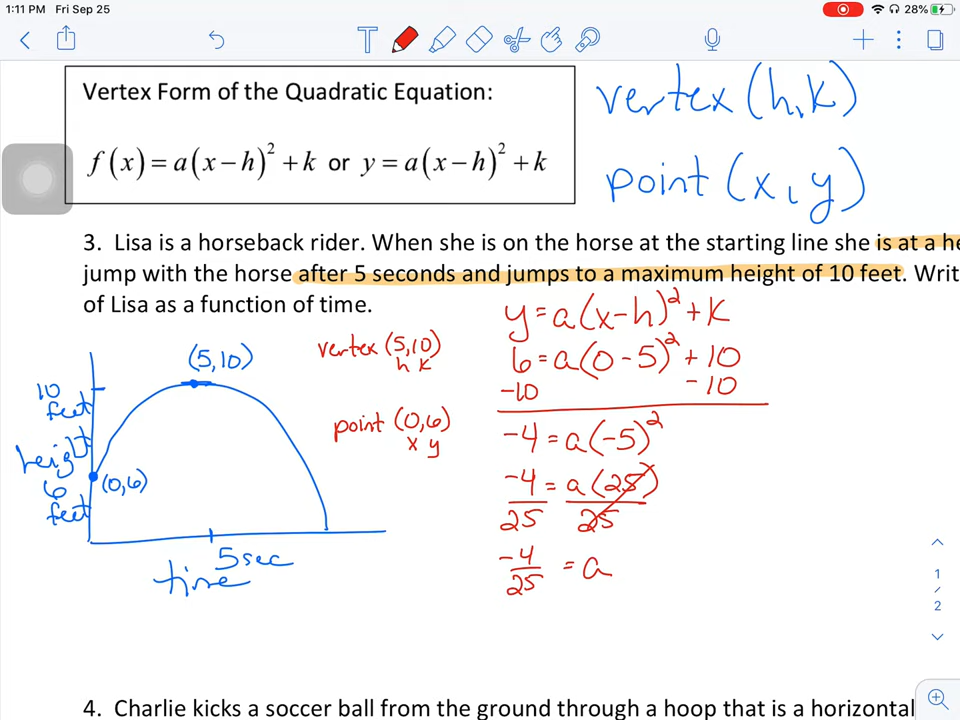 1:11 PM Fri Sep 25
28%
Vertex Form of the Quadratic Equation:
f(x) = a(x − h)² + k or y = a(x − h)² + k
vertex (h, k)
point (x, y)
3. Lisa is a horseback rider. When she is on the horse at the starting line she is at a he
jump with the horse after 5 seconds and jumps to a maximum height of 10 feet. Writ
of Lisa as a function of time.
(5,10)
10
feet
height
6
feet
(0,6)
5 sec
time
vertex (5,10)
h k
point (0,6)
x y
y = a(x − h)² + k
6 = a(0 − 5)² + 10
−10 − 10
−4 = a(−5)²
−4/25 = a(25)/25
−4/25 = a
4. Charlie kicks a soccer ball from the ground through a hoop that is a horizontal
1
/
2